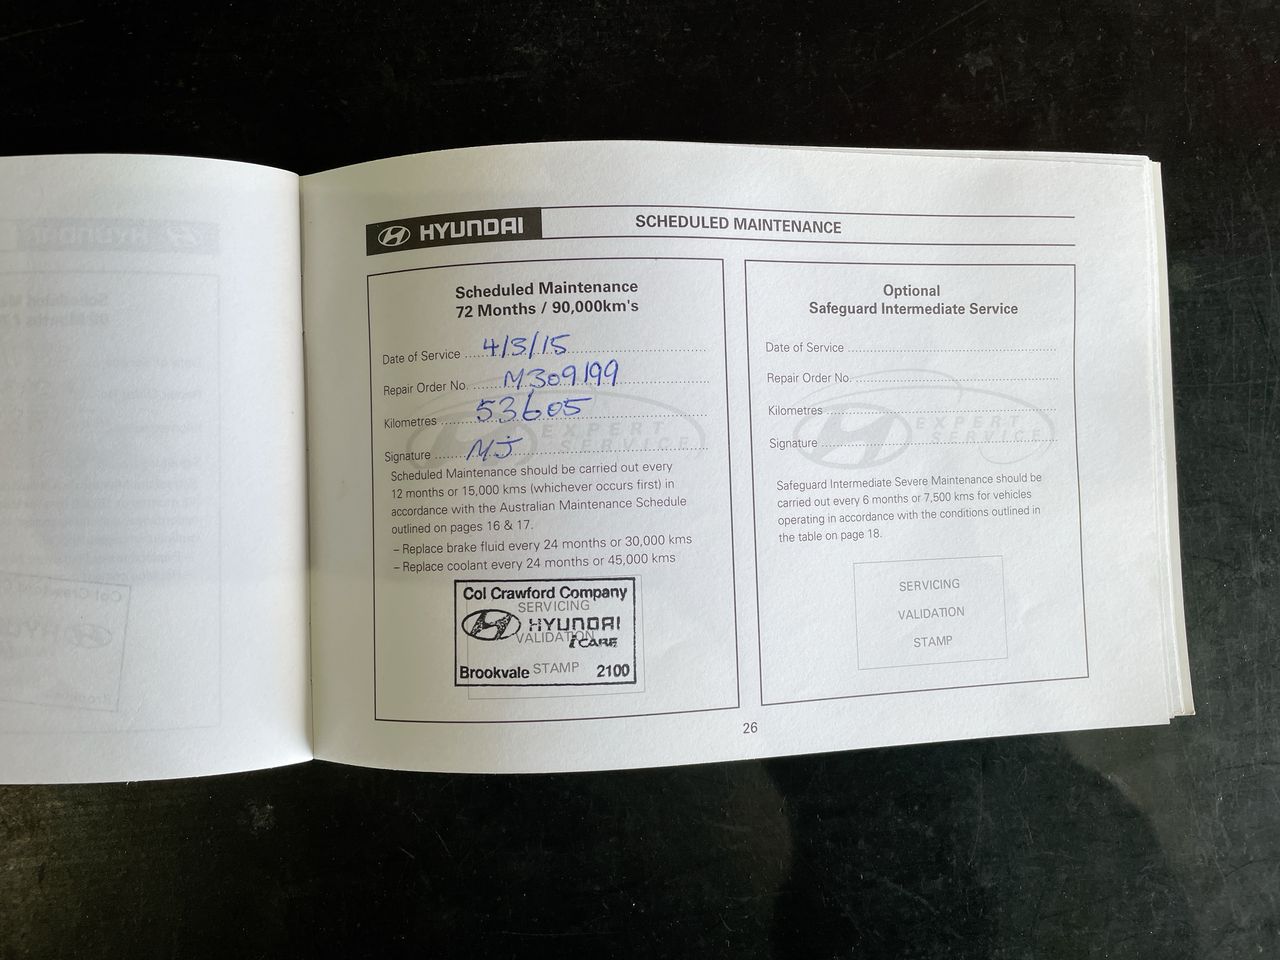 HYUNDAI
SCHEDULED MAINTENANCE
Scheduled Maintenance
72 Months / 90,000km's
Date of Service 4/3/15
Repair Order No. M309199
Kilometres 53605
Signature MJ
EXPERT
SERVICE
Scheduled Maintenance should be carried out every
12 months or 15,000 kms (whichever occurs first) in
accordance with the Australian Maintenance Schedule
outlined on pages 16 & 17.
– Replace brake fluid every 24 months or 30,000 kms
– Replace coolant every 24 months or 45,000 kms
Col Crawford Company
SERVICING
HYUNDAI
VALIDATION
iCARE
Brookvale STAMP 2100
Optional
Safeguard Intermediate Service
Date of Service
Repair Order No.
Kilometres
Signature
EXPERT
SERVICE
Safeguard Intermediate Severe Maintenance should be
carried out every 6 months or 7,500 kms for vehicles
operating in accordance with the conditions outlined in
the table on page 18.
SERVICING
VALIDATION
STAMP
26